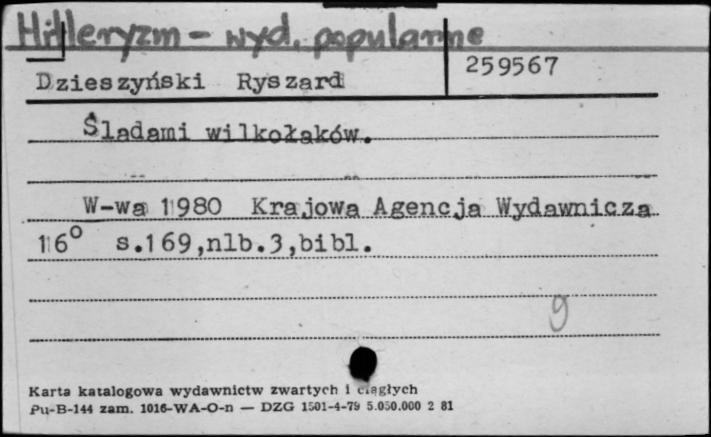 Hitleryzm - wyd. popularne
Dzieszyński Ryszard
259567
Śladami wilkołaków.
W-wa 1980 Krajowa Agencja Wydawnicza
16° s.169,nlb.3,bibl.
9
Karta katalogowa wydawnictw zwartych i ciągłych
Pu-B-144 zam. 1016-WA-O-n — DZG 1501-4-79 5.050.000 2 81